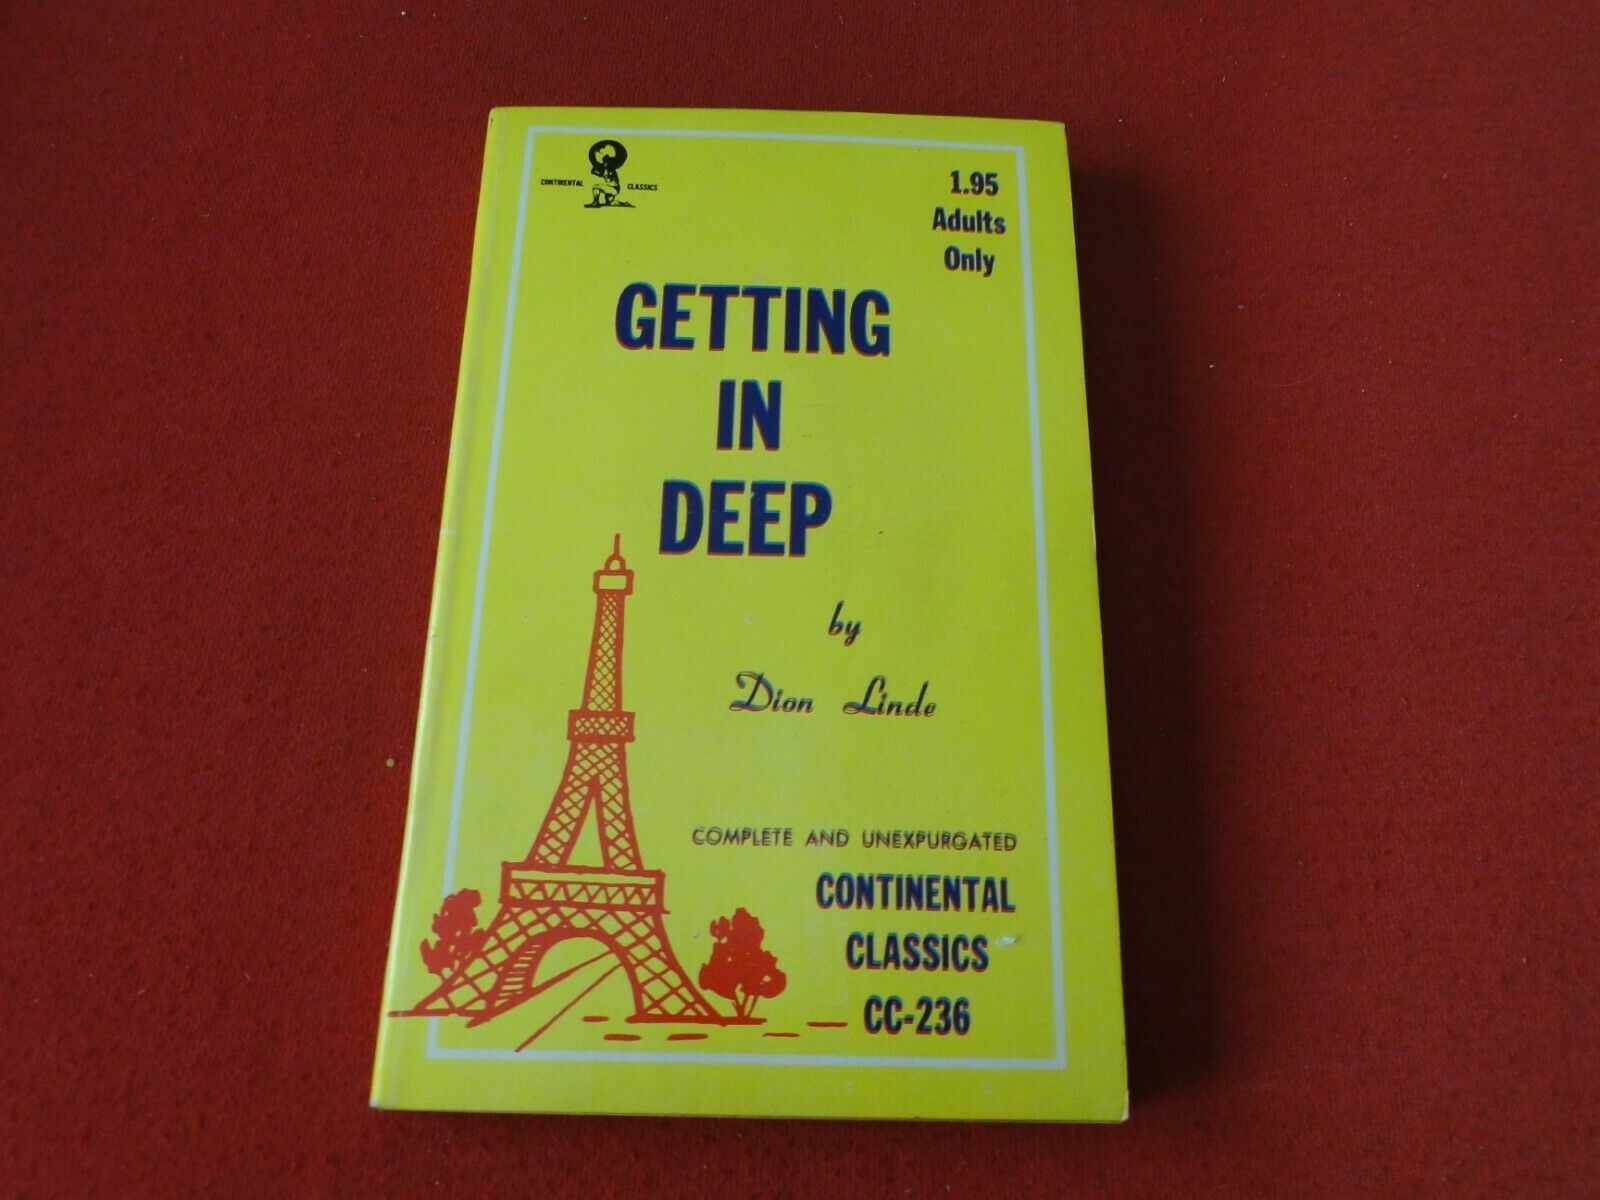 CONTINENTAL CLASSICS
1.95
Adults
Only
GETTING
IN
DEEP
by
Dion Linde
COMPLETE AND UNEXPURGATED
CONTINENTAL
CLASSICS
CC-236